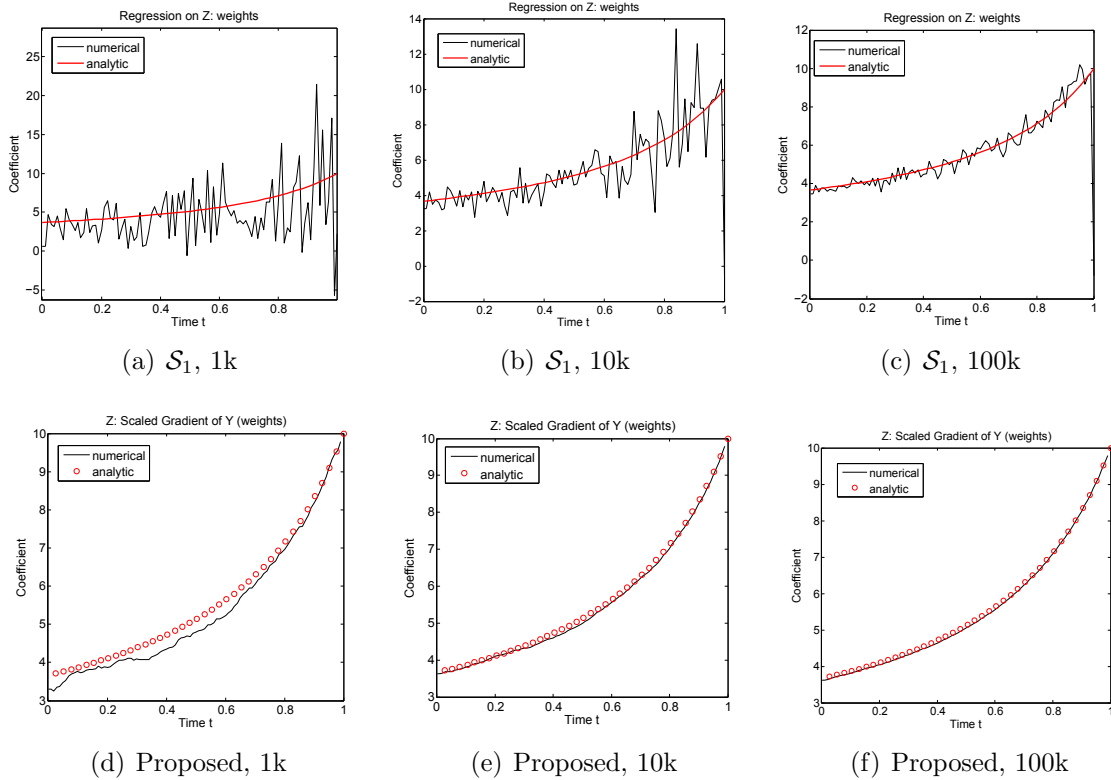 Regression on Z: weights
numerical
analytic
Coefficient
25
20
15
10
5
0
−5
0
0.2
0.4
0.6
0.8
1
Time t
(a) 𝒮₁, 1k
Regression on Z: weights
numerical
analytic
Coefficient
14
12
10
8
6
4
2
0
−2
0
0.2
0.4
0.6
0.8
1
Time t
(b) 𝒮₁, 10k
Regression on Z: weights
numerical
analytic
Coefficient
12
10
8
6
4
2
0
−2
0
0.2
0.4
0.6
0.8
1
Time t
(c) 𝒮₁, 100k
Z: Scaled Gradient of Y (weights)
numerical
analytic
Coefficient
10
9
8
7
6
5
4
3
0
0.2
0.4
0.6
0.8
1
Time t
(d) Proposed, 1k
Z: Scaled Gradient of Y (weights)
numerical
analytic
Coefficient
10
9
8
7
6
5
4
3
0
0.2
0.4
0.6
0.8
1
Time t
(e) Proposed, 10k
Z: Scaled Gradient of Y (weights)
numerical
analytic
Coefficient
10
9
8
7
6
5
4
3
0
0.2
0.4
0.6
0.8
1
Time t
(f) Proposed, 100k